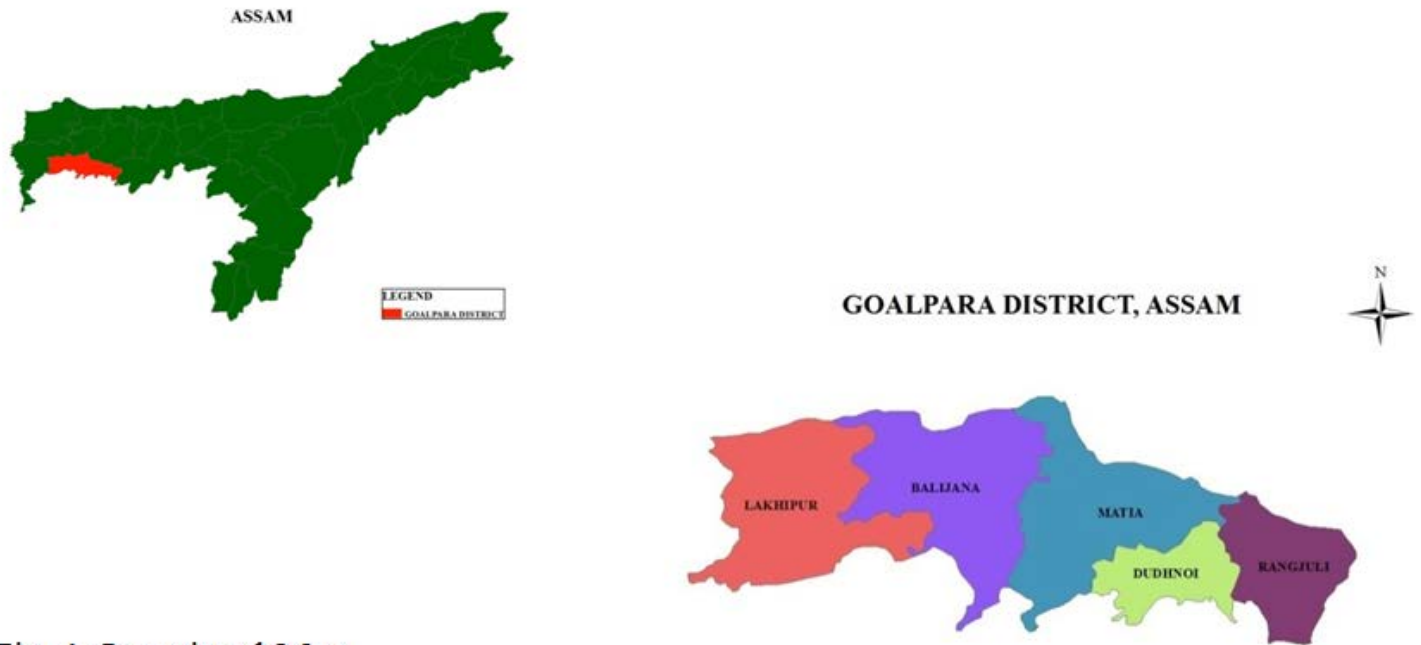 ASSAM
LEGEND
GOALPARA DISTRICT
GOALPARA DISTRICT, ASSAM
N
LAKHIPUR
BALIJANA
MATIA
DUDHNOI
RANGJULI